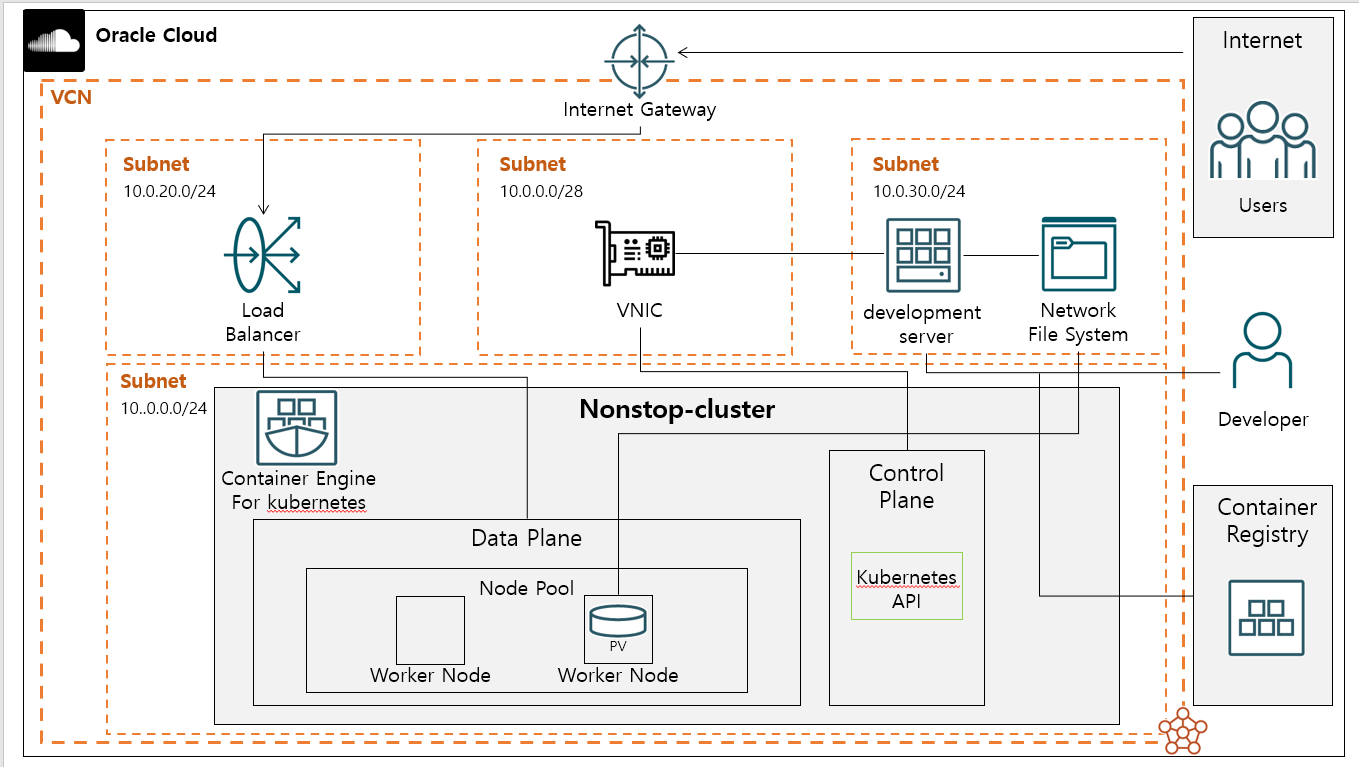 Oracle Cloud
Internet
VCN
Internet Gateway
Subnet
10.0.20.0/24
Subnet
10.0.0.0/28
Subnet
10.0.30.0/24
Users
Load
Balancer
VNIC
development
server
Network
File System
Developer
Subnet
10..0.0.0/24
Nonstop-cluster
Container Engine
For kubernetes
Control
Plane
Container
Registry
Data Plane
Node Pool
Kubernetes
API
PV
Worker Node
Worker Node